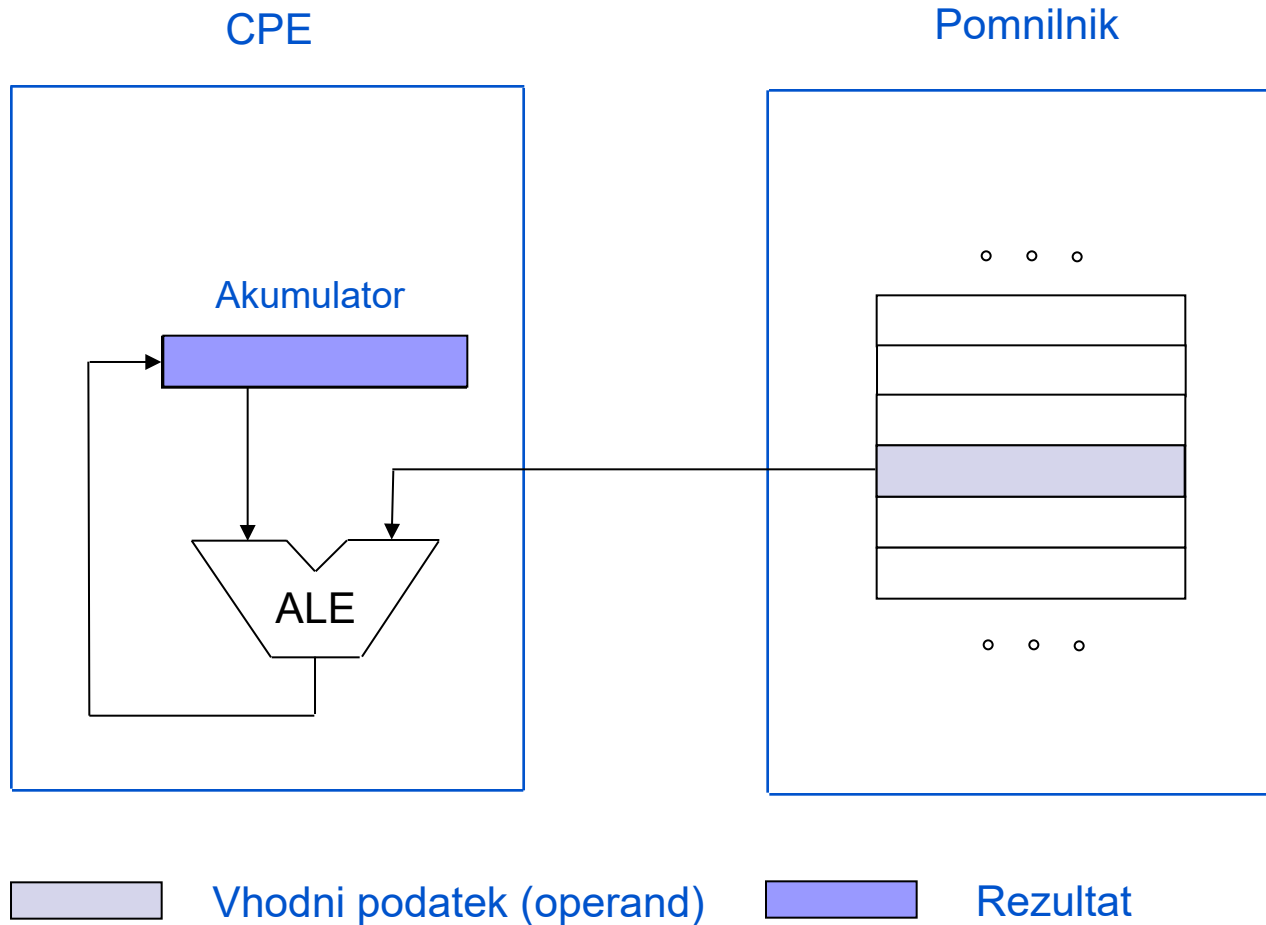 CPE
Pomnilnik
Akumulator
ALE
Vhodni podatek (operand)
Rezultat